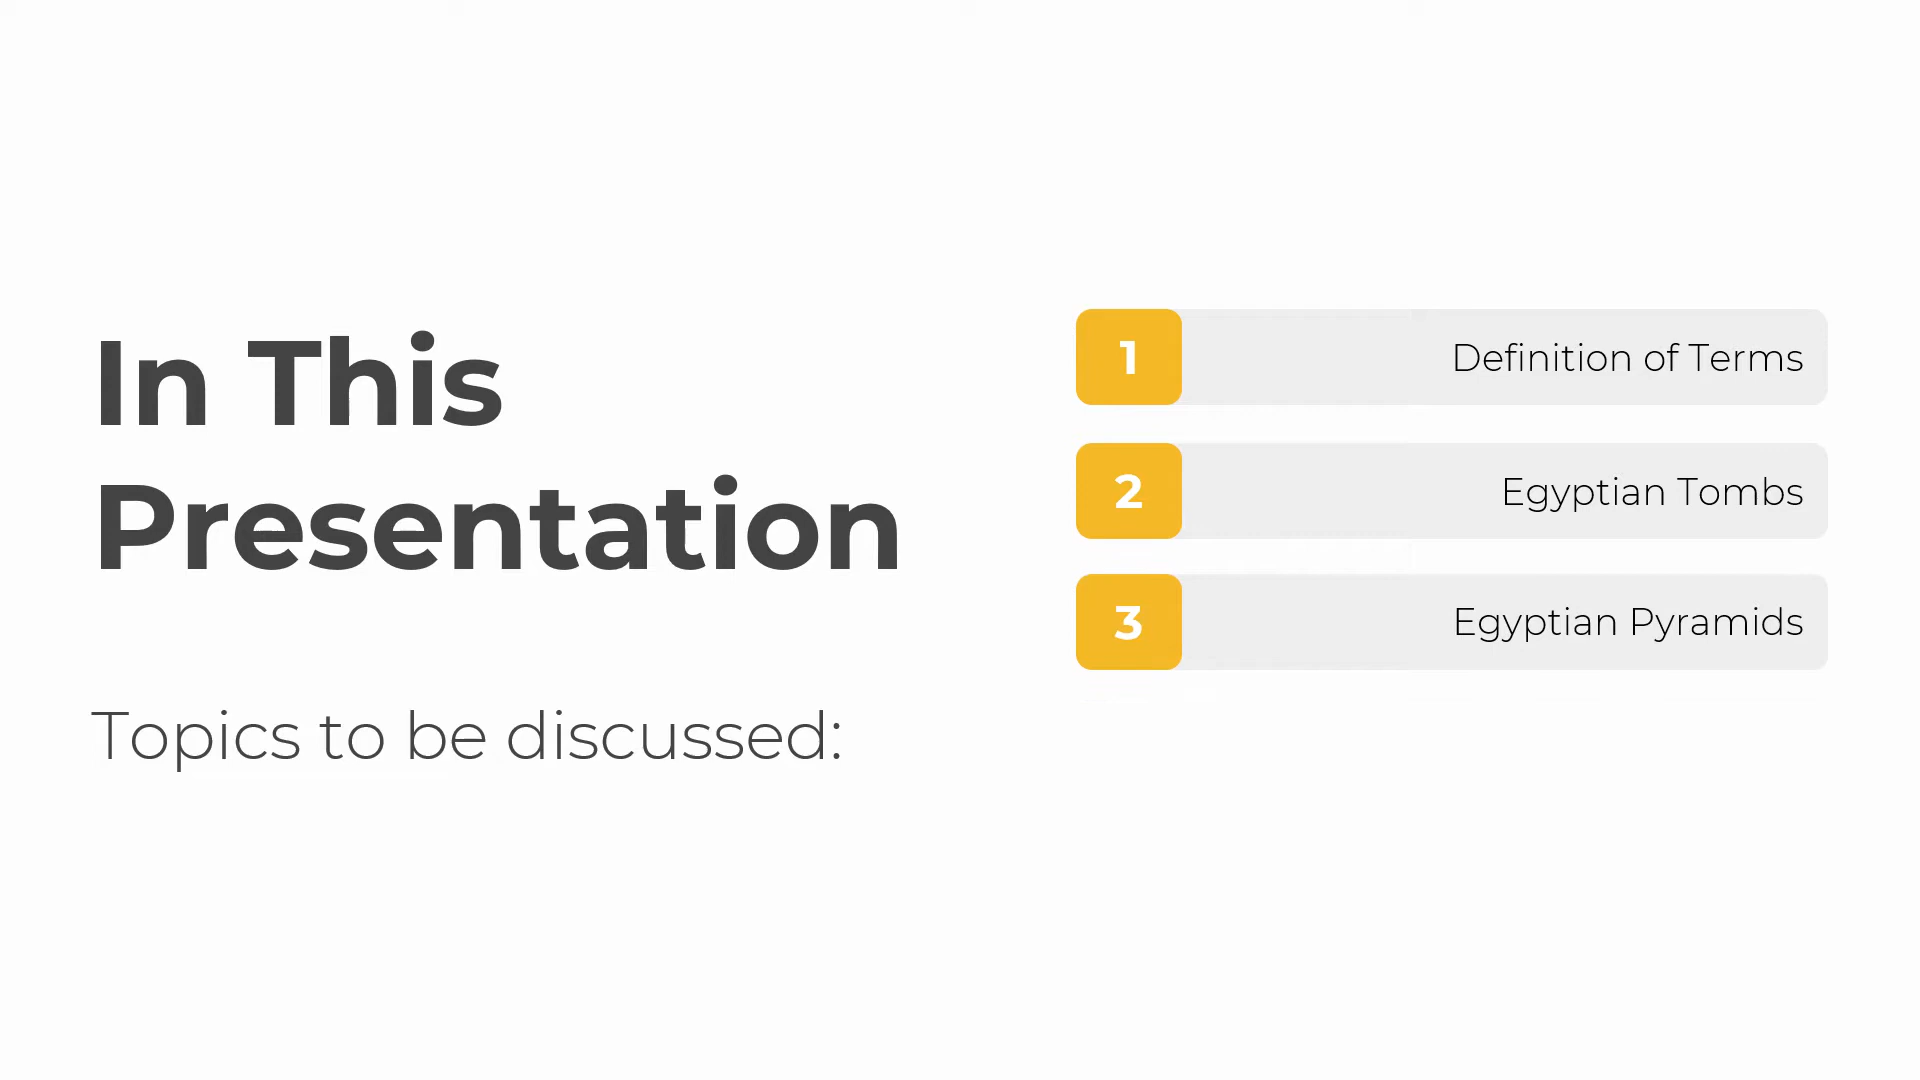 In This
Presentation
Topics to be discussed:
1 Definition of Terms
2 Egyptian Tombs
3 Egyptian Pyramids